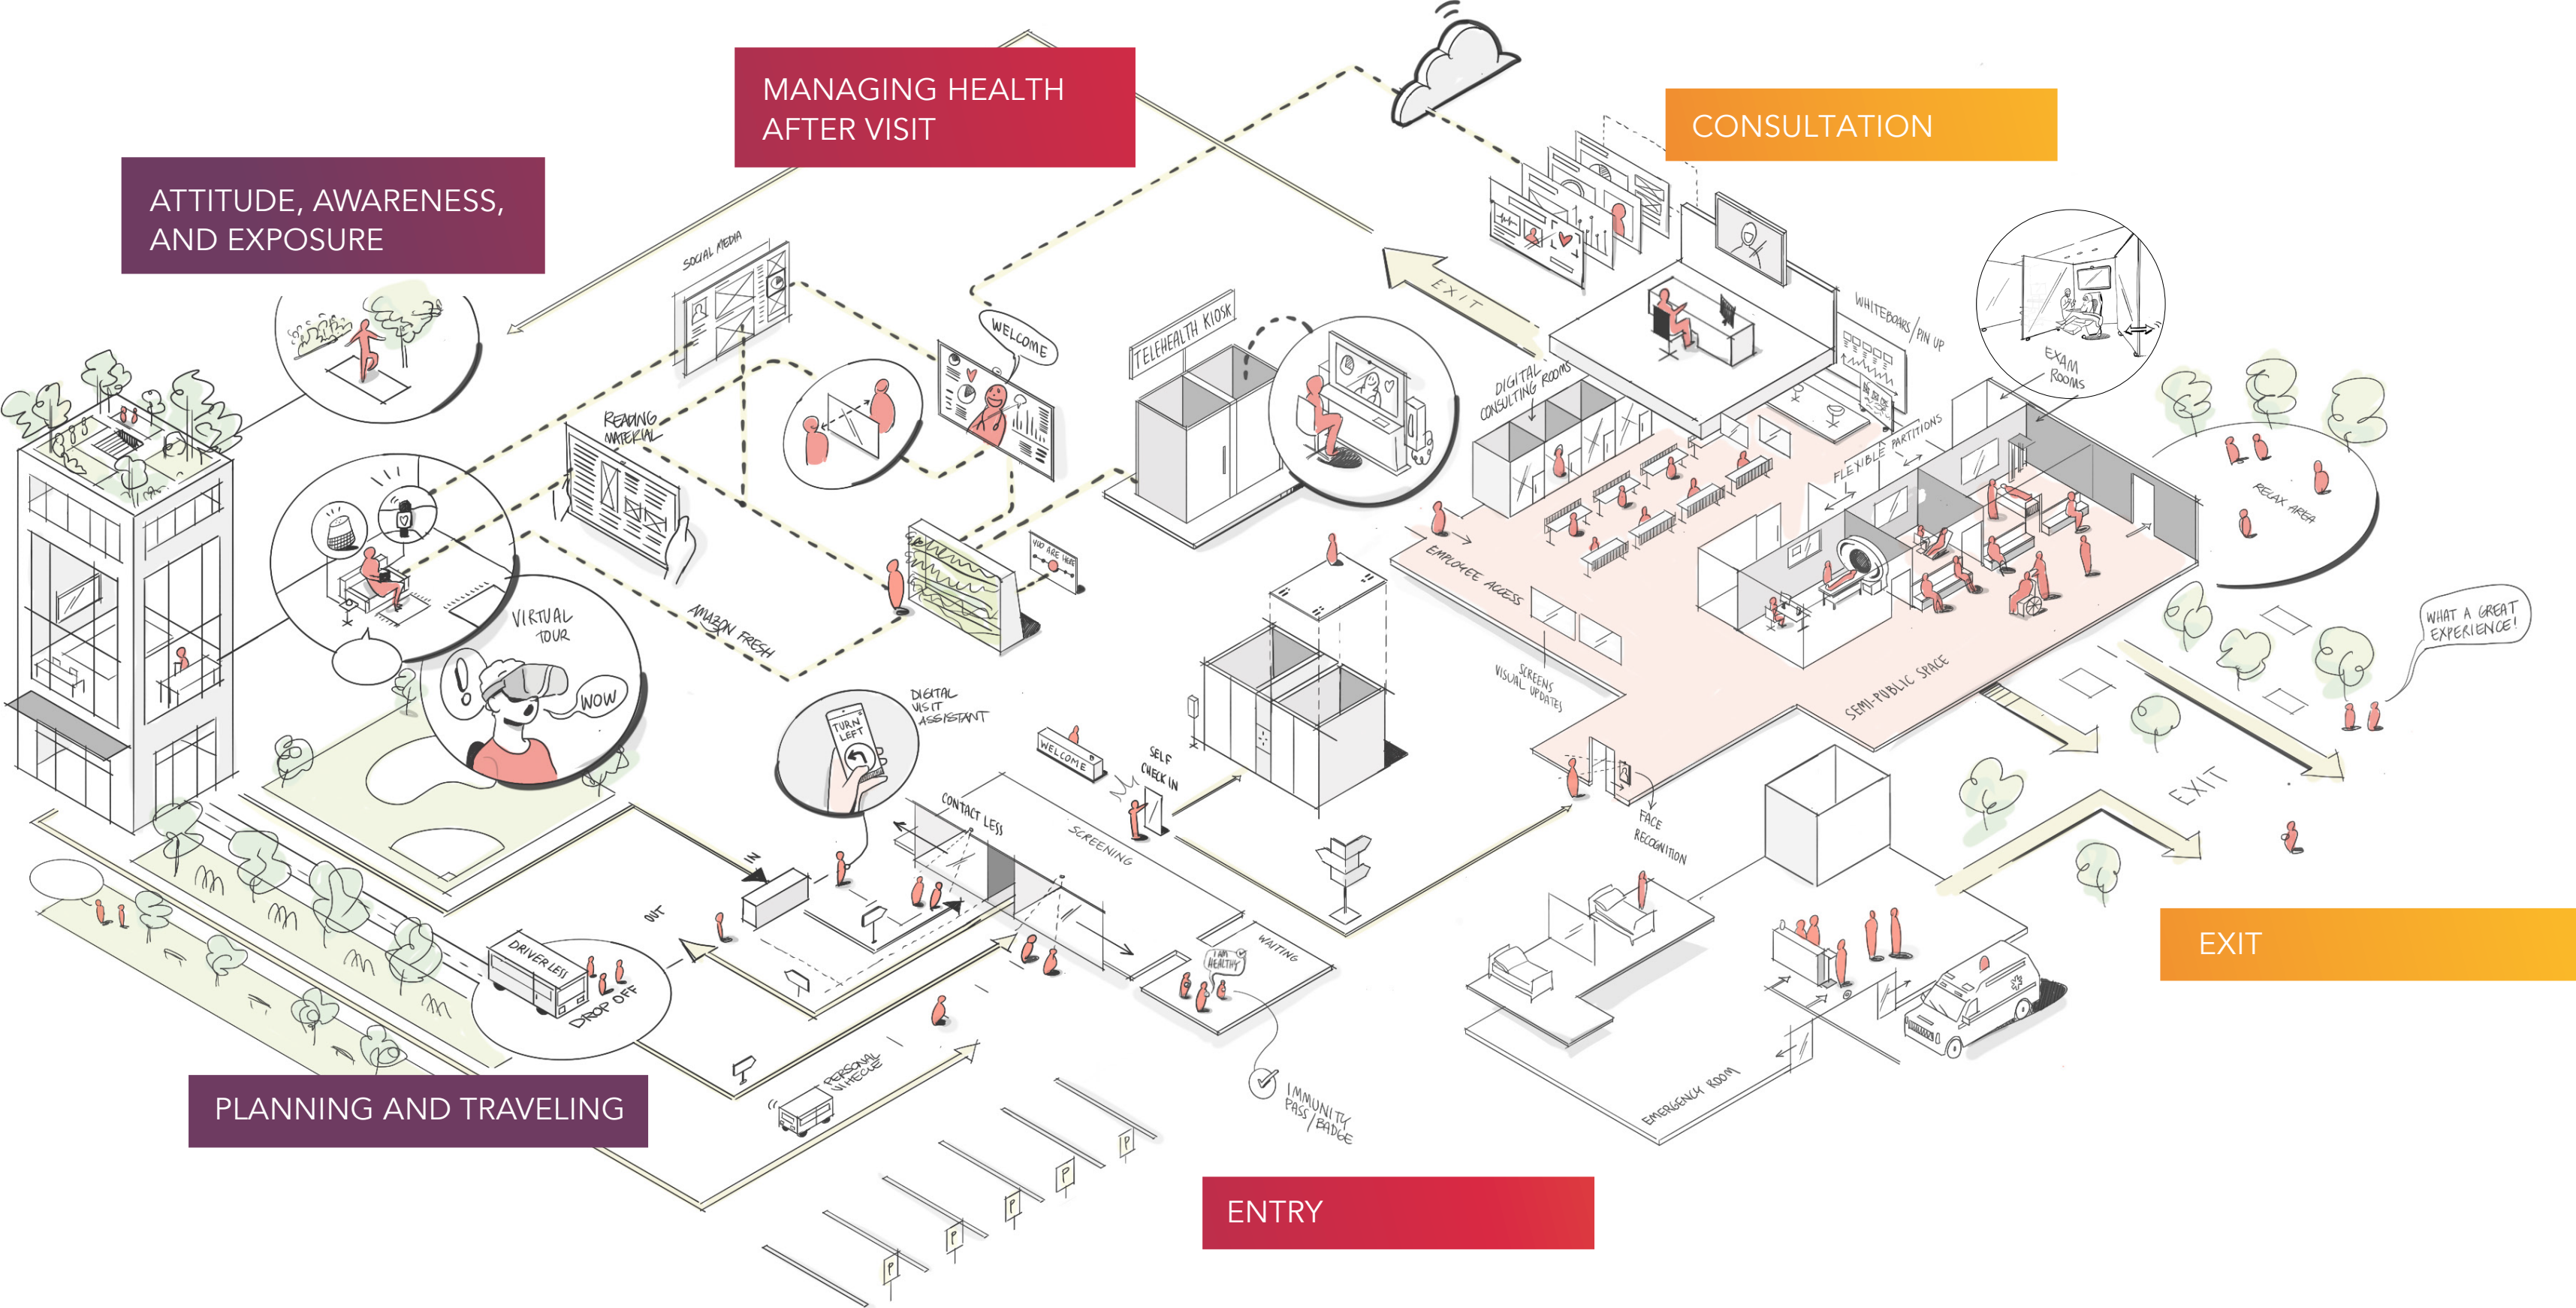 MANAGING HEALTH
AFTER VISIT
CONSULTATION
ATTITUDE, AWARENESS,
AND EXPOSURE
SOCIAL MEDIA
WELCOME
TELEHEALTH KIOSK
EXIT
WHITEBOARDS/PIN UP
EXAM
ROOMS
DIGITAL
CONSULTING ROOMS
READING
MATERIAL
FLEXIBLE PARTITIONS
RELAX AREA
EMPLOYEE ACCESS
YOU ARE HERE
AMAZON FRESH
VIRTUAL
TOUR
WOW
WHAT A GREAT
EXPERIENCE!
SCREENS
VISUAL UPDATES
SEMI-PUBLIC SPACE
DIGITAL
VISIT
ASSISTANT
TURN
LEFT
WELCOME
SELF
CHECK IN
CONTACT LESS
SCREENING
FACE
RECOGNITION
EXIT
IN
OUT
DRIVERLESS
DROP OFF
WAITING
I AM
HEALTHY
EXIT
PERSONAL
VIHECLE
IMMUNITY
PASS/BADGE
EMERGENCY ROOM
PLANNING AND TRAVELING
P
P
P
P
P
ENTRY